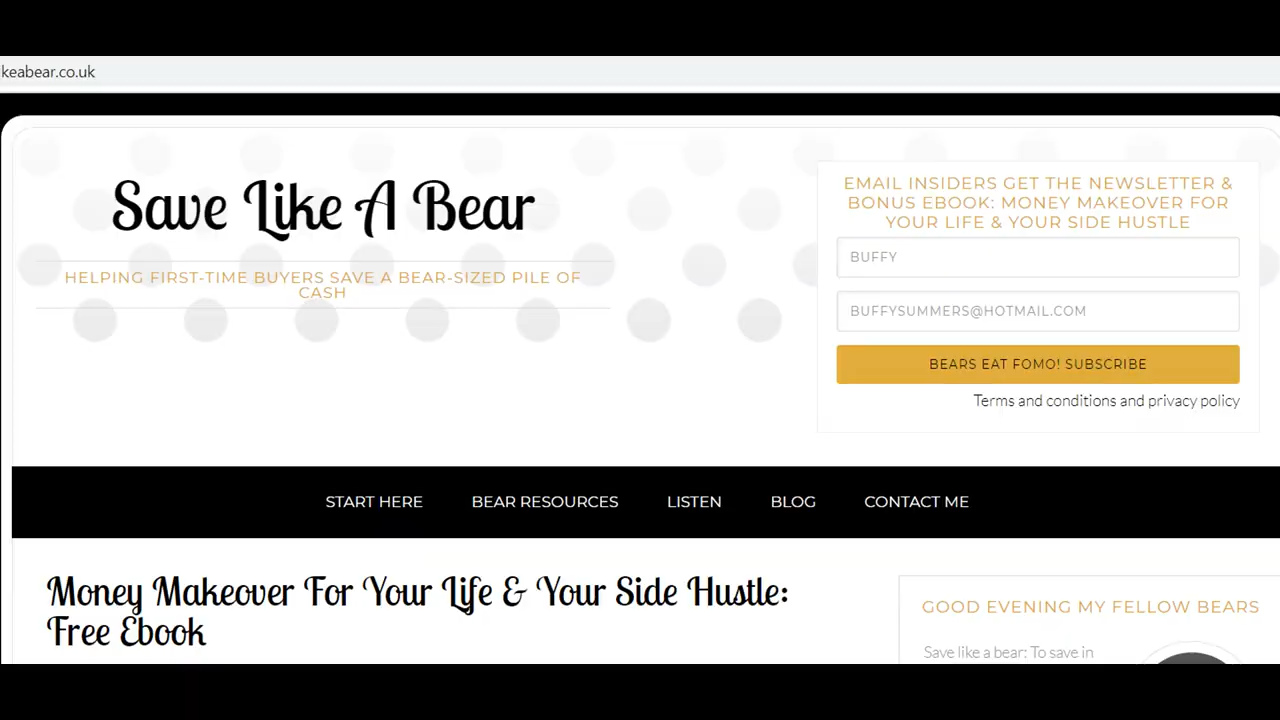 keabear.co.uk
Save Like A Bear
HELPING FIRST-TIME BUYERS SAVE A BEAR-SIZED PILE OF
CASH
EMAIL INSIDERS GET THE NEWSLETTER &
BONUS EBOOK: MONEY MAKEOVER FOR
YOUR LIFE & YOUR SIDE HUSTLE
BUFFY
BUFFYSUMMERS@HOTMAIL.COM
BEARS EAT FOMO! SUBSCRIBE
Terms and conditions and privacy policy
START HERE BEAR RESOURCES LISTEN BLOG CONTACT ME
Money Makeover For Your Life & Your Side Hustle:
Free Ebook
GOOD EVENING MY FELLOW BEARS
Save like a bear: To save in